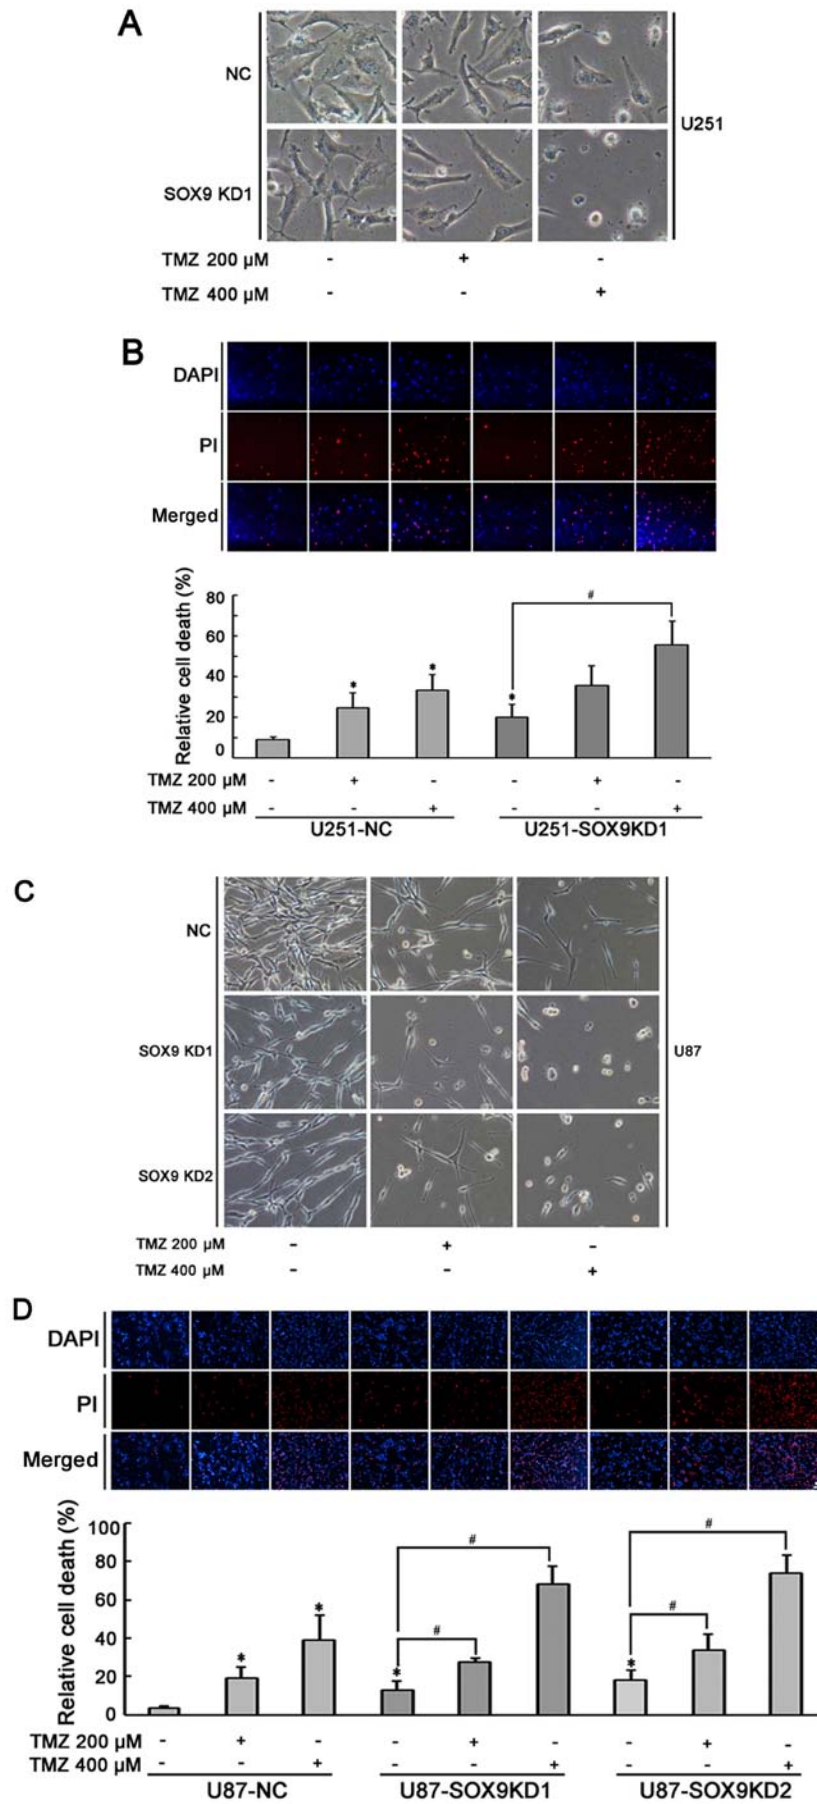 A
NC
U251
SOX9 KD1
TMZ 200 µM - + -
TMZ 400 µM - - +
B
DAPI
PI
Merged
Relative cell death (%)
80
60
40
20
0
* * * #
TMZ 200 µM - + - - + -
TMZ 400 µM - - + - - +
U251-NC U251-SOX9KD1
C
NC
SOX9 KD1
U87
SOX9 KD2
TMZ 200 µM - + -
TMZ 400 µM - - +
D
DAPI
PI
Merged
Relative cell death (%)
100
80
60
40
20
0
* * * # # * # #
TMZ 200 µM - + - - + - - + -
TMZ 400 µM - - + - - + - - +
U87-NC U87-SOX9KD1 U87-SOX9KD2